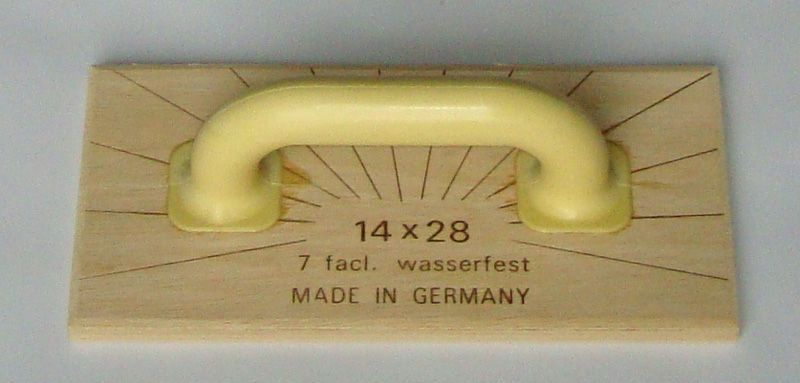 14 x 28
7 facl. wasserfest
MADE IN GERMANY